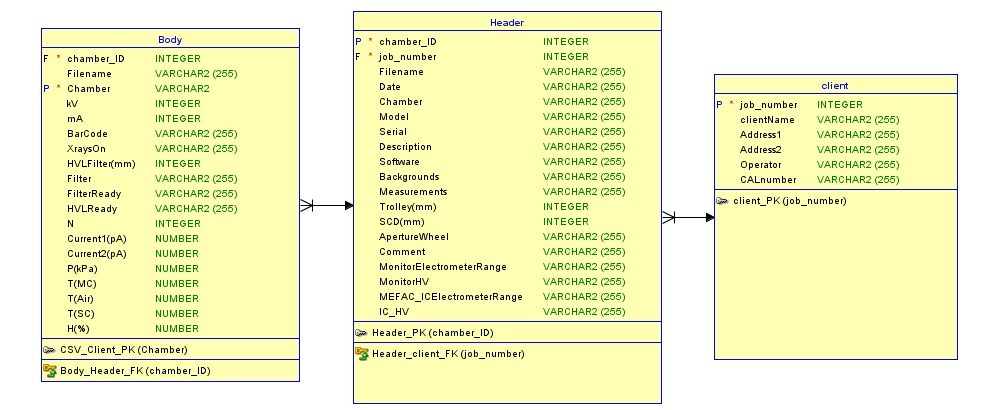 Body
F * chamber_ID INTEGER
Filename VARCHAR2 (255)
P * Chamber VARCHAR2
kV INTEGER
mA INTEGER
BarCode VARCHAR2 (255)
XraysOn VARCHAR2 (255)
HVLFilter(mm) INTEGER
Filter VARCHAR2 (255)
FilterReady VARCHAR2 (255)
HVLReady VARCHAR2 (255)
N INTEGER
Current1(pA) NUMBER
Current2(pA) NUMBER
P(kPa) NUMBER
T(MC) NUMBER
T(Air) NUMBER
T(SC) NUMBER
H(%) NUMBER
CSV_Client_PK (Chamber)
Body_Header_FK (chamber_ID)
Header
P * chamber_ID INTEGER
F * job_number INTEGER
Filename VARCHAR2 (255)
Date VARCHAR2 (255)
Chamber VARCHAR2 (255)
Model VARCHAR2 (255)
Serial VARCHAR2 (255)
Description VARCHAR2 (255)
Software VARCHAR2 (255)
Backgrounds VARCHAR2 (255)
Measurements VARCHAR2 (255)
Trolley(mm) INTEGER
SCD(mm) INTEGER
ApertureWheel VARCHAR2 (255)
Comment VARCHAR2 (255)
MonitorElectrometerRange VARCHAR2 (255)
MonitorHV VARCHAR2 (255)
MEFAC_ICElectrometerRange VARCHAR2 (255)
IC_HV VARCHAR2 (255)
Header_PK (chamber_ID)
Header_client_FK (job_number)
client
P * job_number INTEGER
clientName VARCHAR2 (255)
Address1 VARCHAR2 (255)
Address2 VARCHAR2 (255)
Operator VARCHAR2 (255)
CALnumber VARCHAR2 (255)
client_PK (job_number)